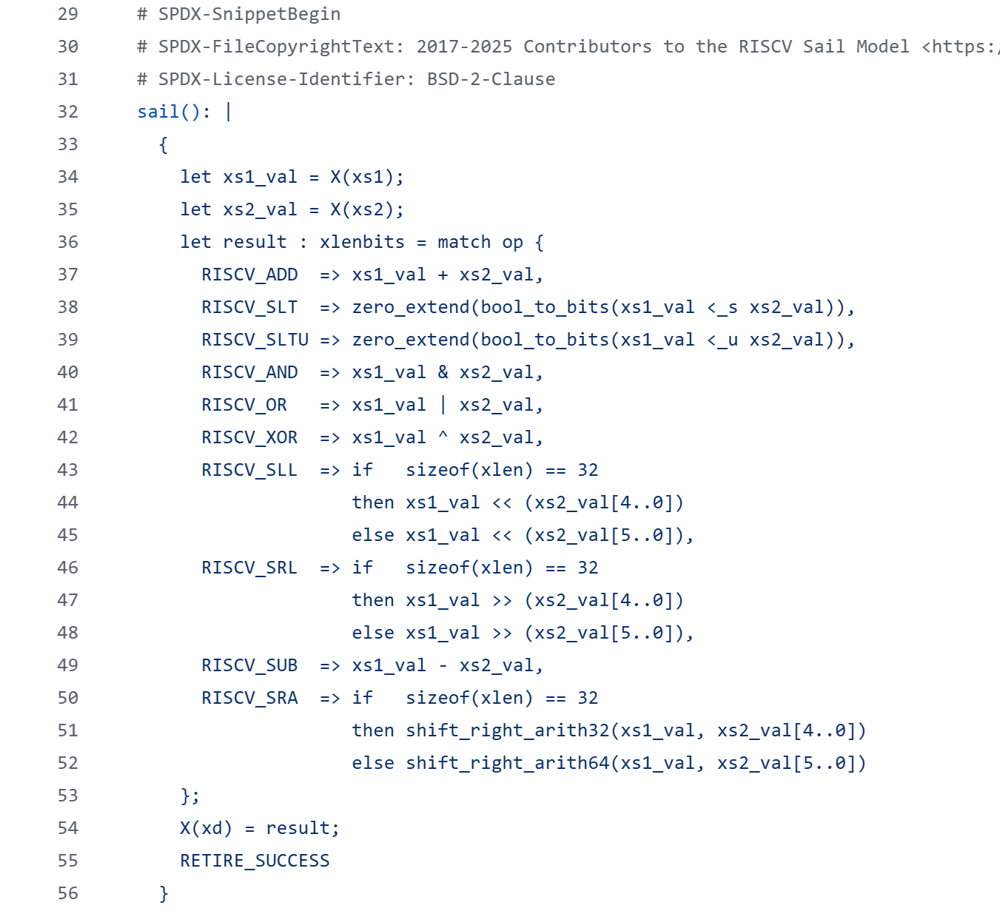 29 # SPDX-SnippetBegin
30 # SPDX-FileCopyrightText: 2017-2025 Contributors to the RISCV Sail Model <https:/
31 # SPDX-License-Identifier: BSD-2-Clause
32 sail(): |
33 {
34 let xs1_val = X(xs1);
35 let xs2_val = X(xs2);
36 let result : xlenbits = match op {
37 RISCV_ADD  => xs1_val + xs2_val,
38 RISCV_SLT  => zero_extend(bool_to_bits(xs1_val <_s xs2_val)),
39 RISCV_SLTU => zero_extend(bool_to_bits(xs1_val <_u xs2_val)),
40 RISCV_AND  => xs1_val & xs2_val,
41 RISCV_OR   => xs1_val | xs2_val,
42 RISCV_XOR  => xs1_val ^ xs2_val,
43 RISCV_SLL  => if   sizeof(xlen) == 32
44 then xs1_val << (xs2_val[4..0])
45 else xs1_val << (xs2_val[5..0]),
46 RISCV_SRL  => if   sizeof(xlen) == 32
47 then xs1_val >> (xs2_val[4..0])
48 else xs1_val >> (xs2_val[5..0]),
49 RISCV_SUB  => xs1_val - xs2_val,
50 RISCV_SRA  => if   sizeof(xlen) == 32
51 then shift_right_arith32(xs1_val, xs2_val[4..0])
52 else shift_right_arith64(xs1_val, xs2_val[5..0])
53 };
54 X(xd) = result;
55 RETIRE_SUCCESS
56 }